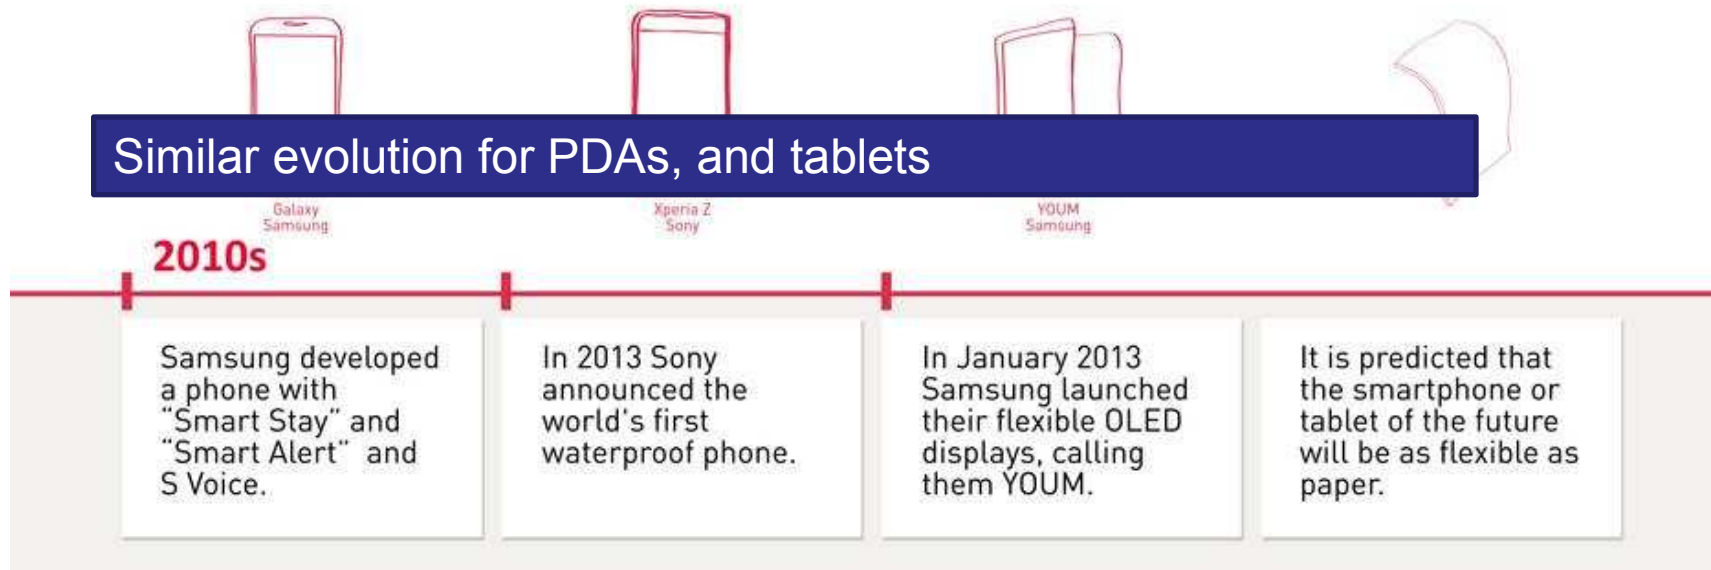 Similar evolution for PDAs, and tablets
Galaxy
Samsung
Xperia Z
Sony
YOUM
Samsung
2010s
Samsung developed
a phone with
"Smart Stay" and
"Smart Alert" and
S Voice.
In 2013 Sony
announced the
world's first
waterproof phone.
In January 2013
Samsung launched
their flexible OLED
displays, calling
them YOUM.
It is predicted that
the smartphone or
tablet of the future
will be as flexible as
paper.